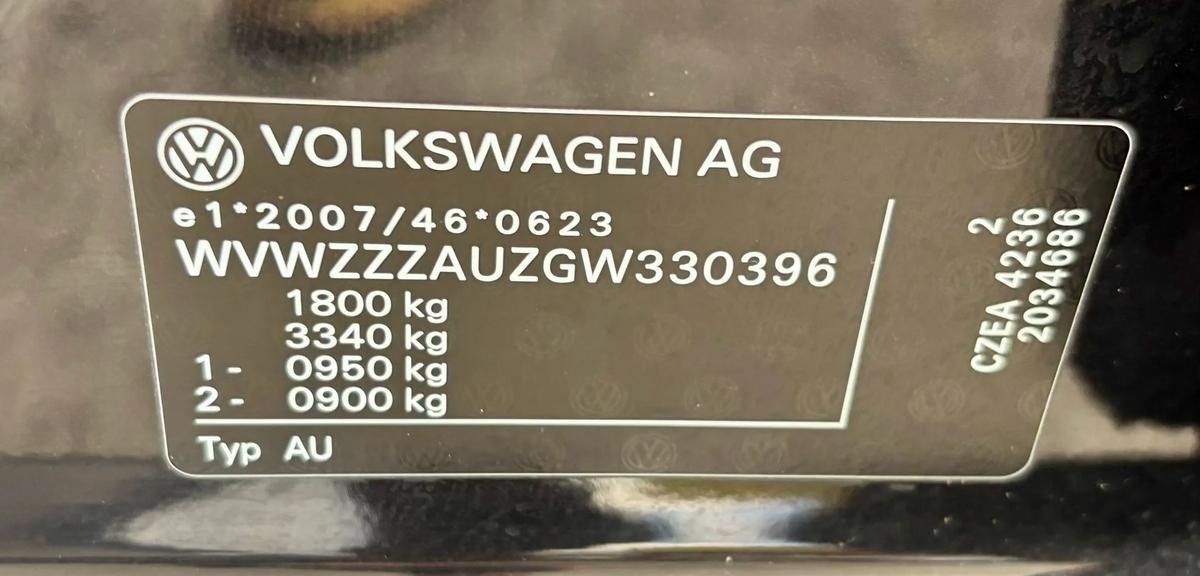 VOLKSWAGEN AG
e1*2007/46*0623
WVWZZZAUZGW330396
1800 kg
3340 kg
1- 0950 kg
2- 0900 kg
Typ AU
2
CZEA 4236
2034686